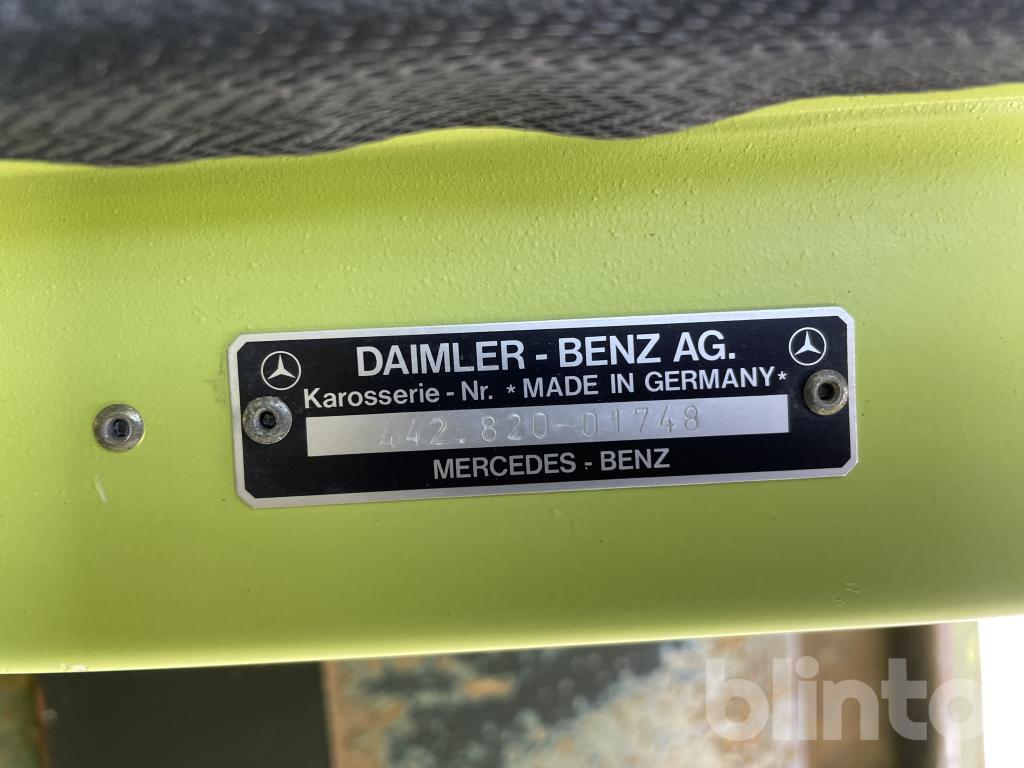 DAIMLER - BENZ AG.
Karosserie - Nr. * MADE IN GERMANY*
442.820-01748
MERCEDES - BENZ
blinto